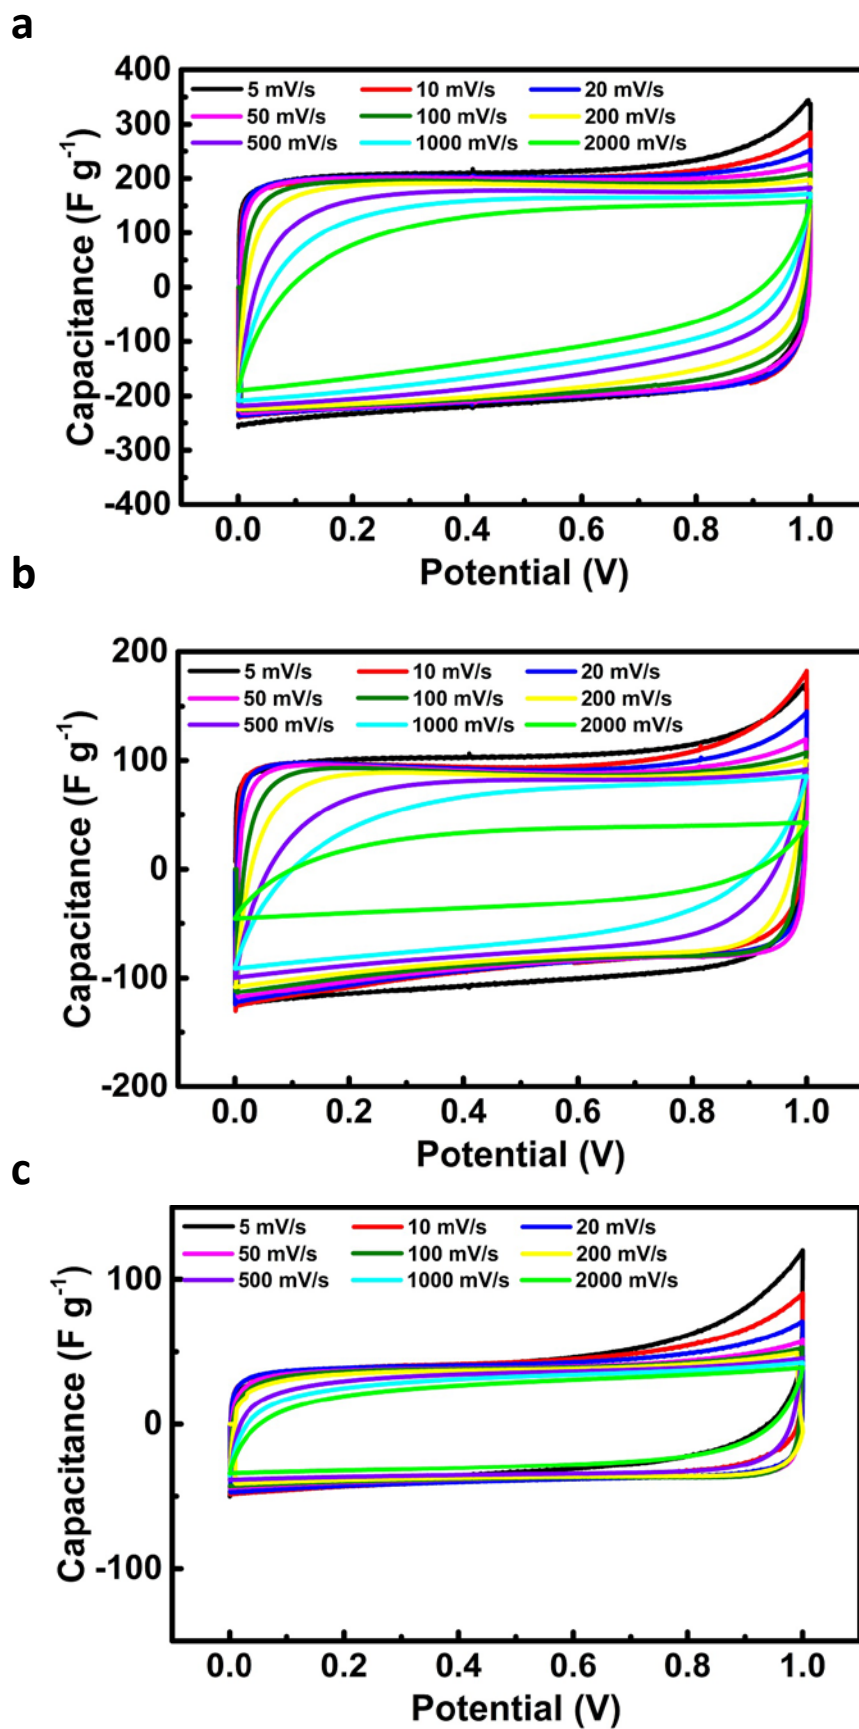 a
400
300
200
100
0
-100
-200
-300
-400
Capacitance (F g-1)
5 mV/s 10 mV/s 20 mV/s
50 mV/s 100 mV/s 200 mV/s
500 mV/s 1000 mV/s 2000 mV/s
0.0 0.2 0.4 0.6 0.8 1.0
Potential (V)
b
200
100
0
-100
-200
Capacitance (F g-1)
5 mV/s 10 mV/s 20 mV/s
50 mV/s 100 mV/s 200 mV/s
500 mV/s 1000 mV/s 2000 mV/s
0.0 0.2 0.4 0.6 0.8 1.0
Potential (V)
c
100
0
-100
Capacitance (F g-1)
5 mV/s 10 mV/s 20 mV/s
50 mV/s 100 mV/s 200 mV/s
500 mV/s 1000 mV/s 2000 mV/s
0.0 0.2 0.4 0.6 0.8 1.0
Potential (V)